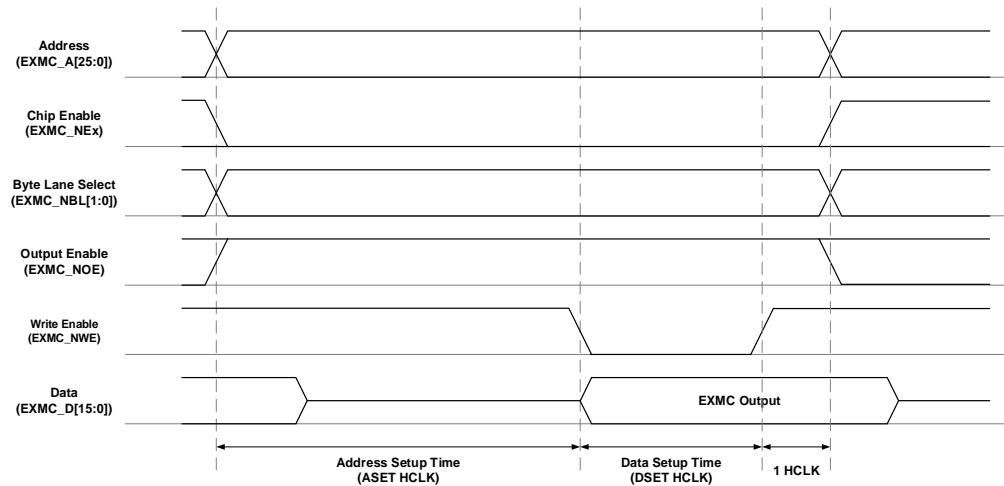 Address
(EXMC_A[25:0])
Chip Enable
(EXMC_NEx)
Byte Lane Select
(EXMC_NBL[1:0])
Output Enable
(EXMC_NOE)
Write Enable
(EXMC_NWE)
Data
(EXMC_D[15:0])
EXMC Output
Address Setup Time
(ASET HCLK)
Data Setup Time
(DSET HCLK)
1 HCLK